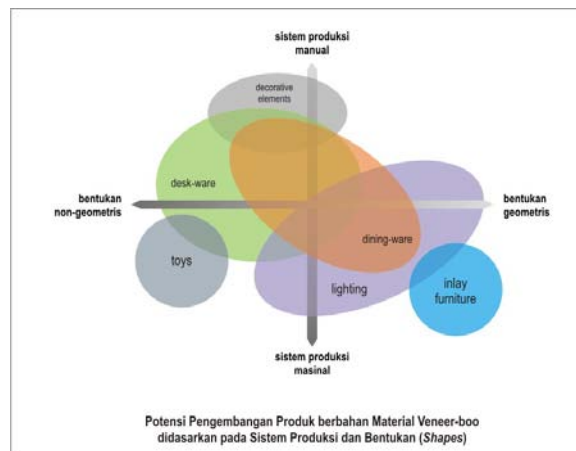 sistem produksi
manual
decorative
elements
desk-ware
bentukan
non-geometris
bentukan
geometris
dining-ware
toys
lighting
inlay
furniture
sistem produksi
masinal
Potensi Pengembangan Produk berbahan Material Veneer-boo
didasarkan pada Sistem Produksi dan Bentukan (Shapes)